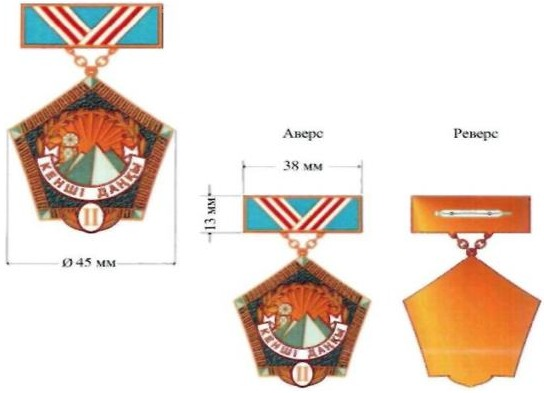 КЕНШІ ДАҢҚЫ
II
Ø 45 мм
Аверс
38 мм
13 мм
КЕНШІ ДАҢҚЫ
II
Реверс